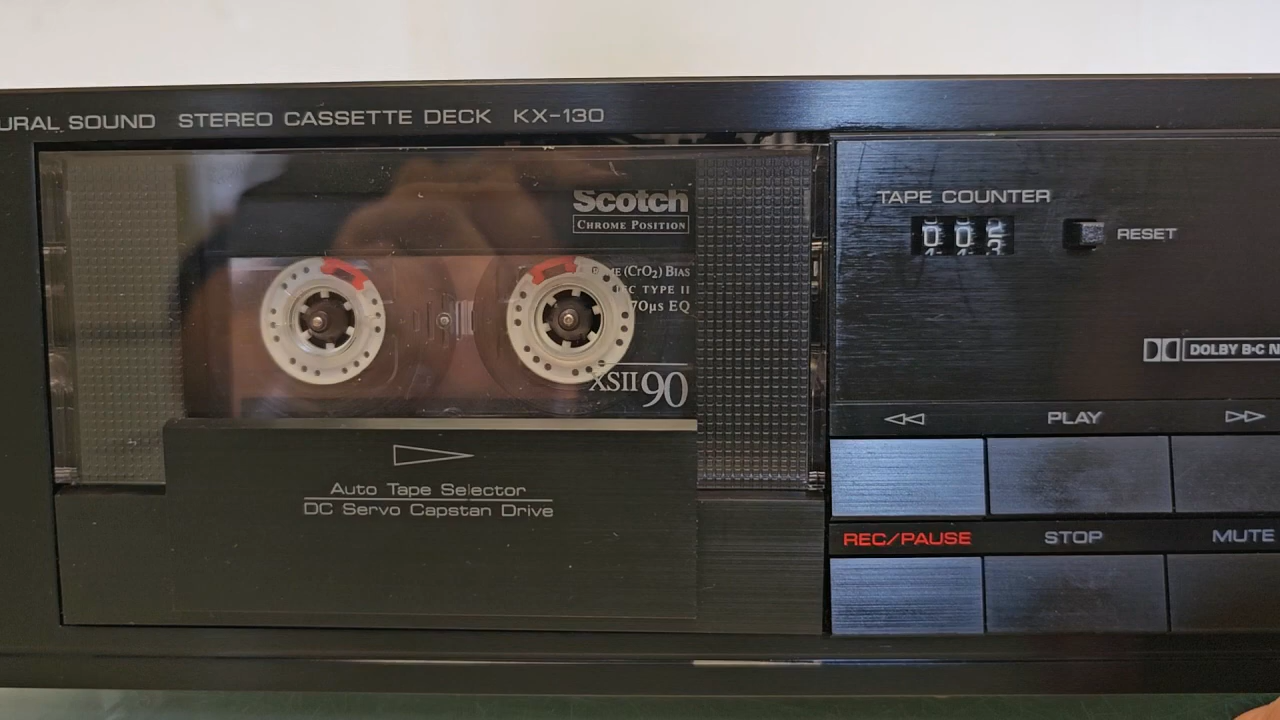 URAL SOUND STEREO CASSETTE DECK KX-130
Scotch
CHROME POSITION
(CrO₂) BIAS
TYPE II
70µs EQ
XSII 90
Auto Tape Selector
DC Servo Capstan Drive
TAPE COUNTER
RESET
DOLBY B·C N
PLAY
REC/PAUSE STOP MUTE